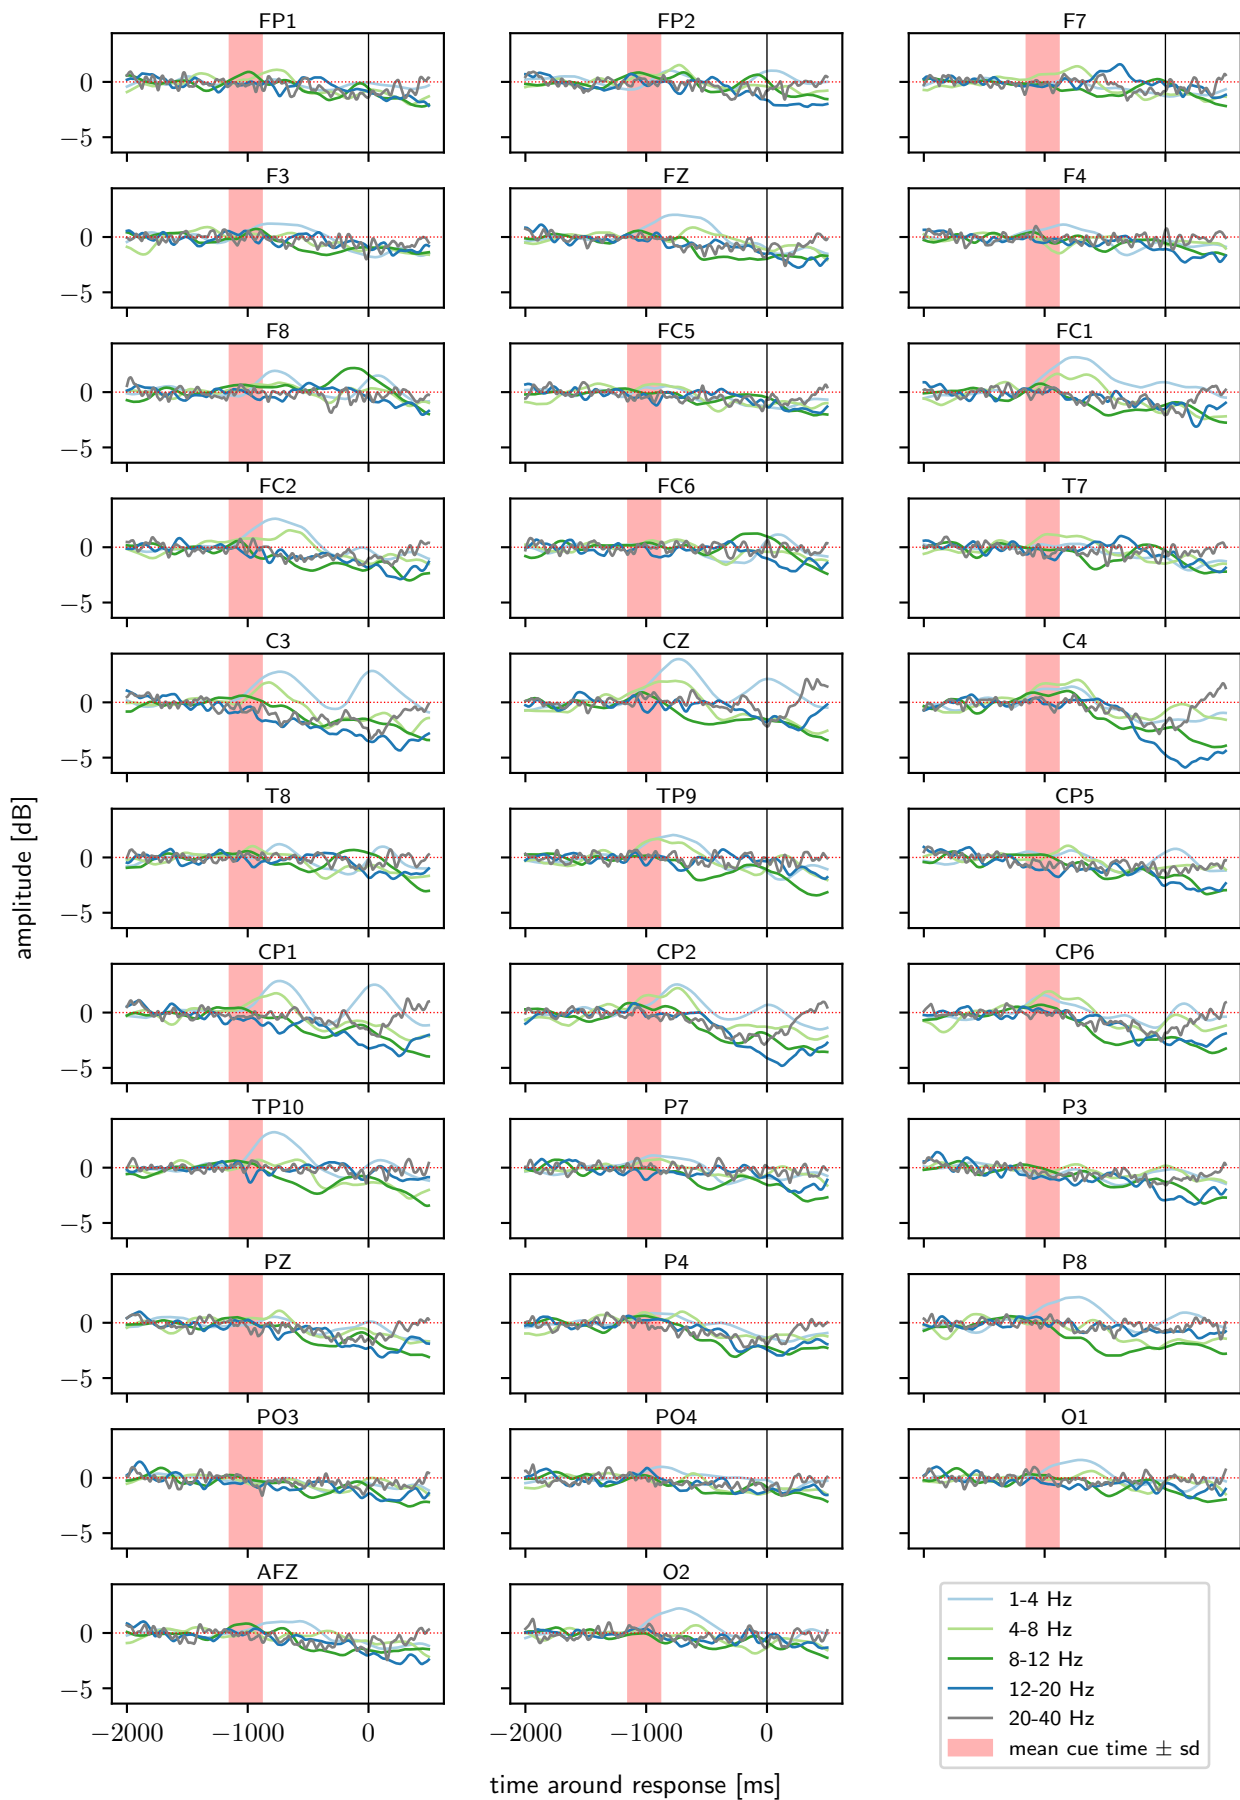 FP1 FP2 F7
0
−5
F3 FZ F4
0
−5
F8 FC5 FC1
0
−5
FC2 FC6 T7
0
−5
C3 CZ C4
0
−5
T8 TP9 CP5
0
−5
CP1 CP2 CP6
0
−5
TP10 P7 P3
0
−5
PZ P4 P8
0
−5
PO3 PO4 O1
0
−5
AFZ O2
0
−5
−2000 −1000 0 −2000 −1000 0
amplitude [dB]
time around response [ms]
1-4 Hz
4-8 Hz
8-12 Hz
12-20 Hz
20-40 Hz
mean cue time ± sd